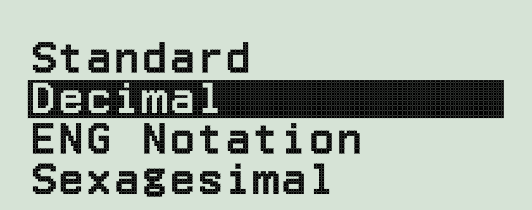 Standard
Decimal
ENG Notation
Sexagesimal